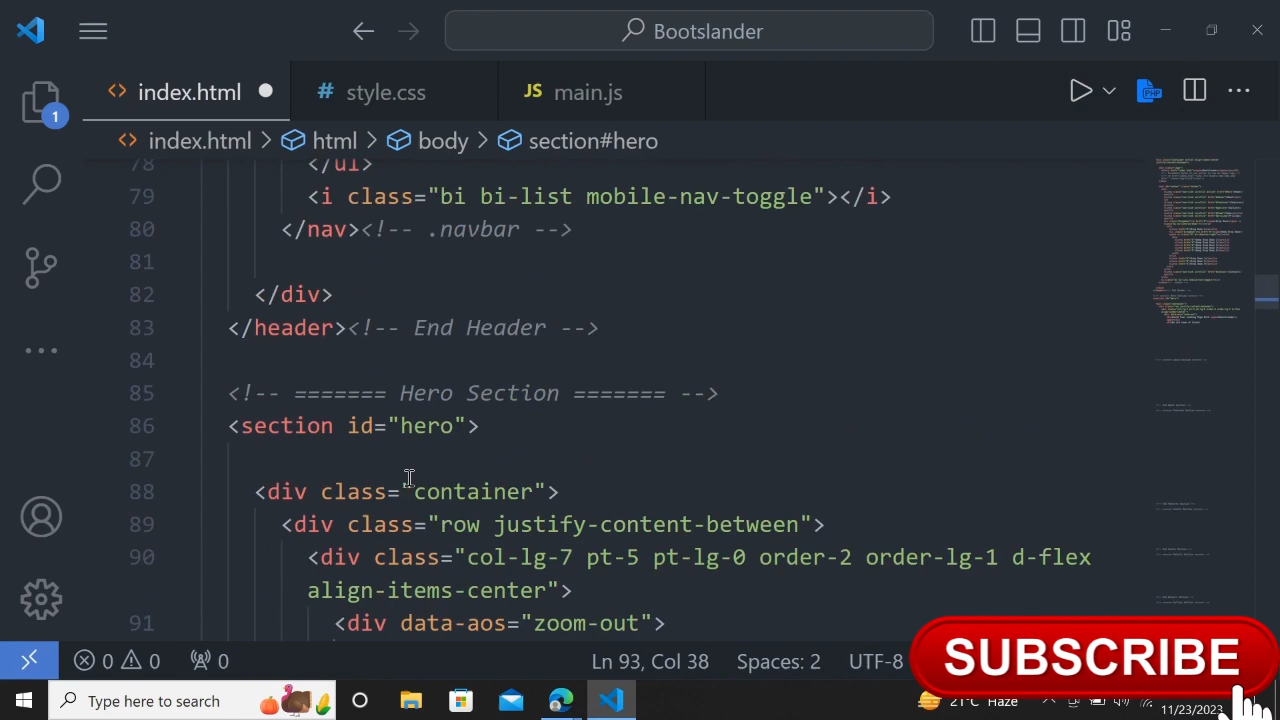 Bootslander
index.html
# style.css
JS main.js
1
<> index.html > html > body > section#hero
78 </ul>
79 <i class="bi bi-list mobile-nav-toggle"></i>
80 </nav><!-- .navbar -->
81
82 </div>
83 </header><!-- End Header -->
84
85 <!-- ======= Hero Section ======= -->
86 <section id="hero">
87
88 <div class="container">
89 <div class="row justify-content-between">
90 <div class="col-lg-7 pt-5 pt-lg-0 order-2 order-lg-1 d-flex
align-items-center">
91 <div data-aos="zoom-out">
0 0 0
Ln 93, Col 38
Spaces: 2
UTF-8
SUBSCRIBE
Type here to search
21°C Haze
11/23/2023